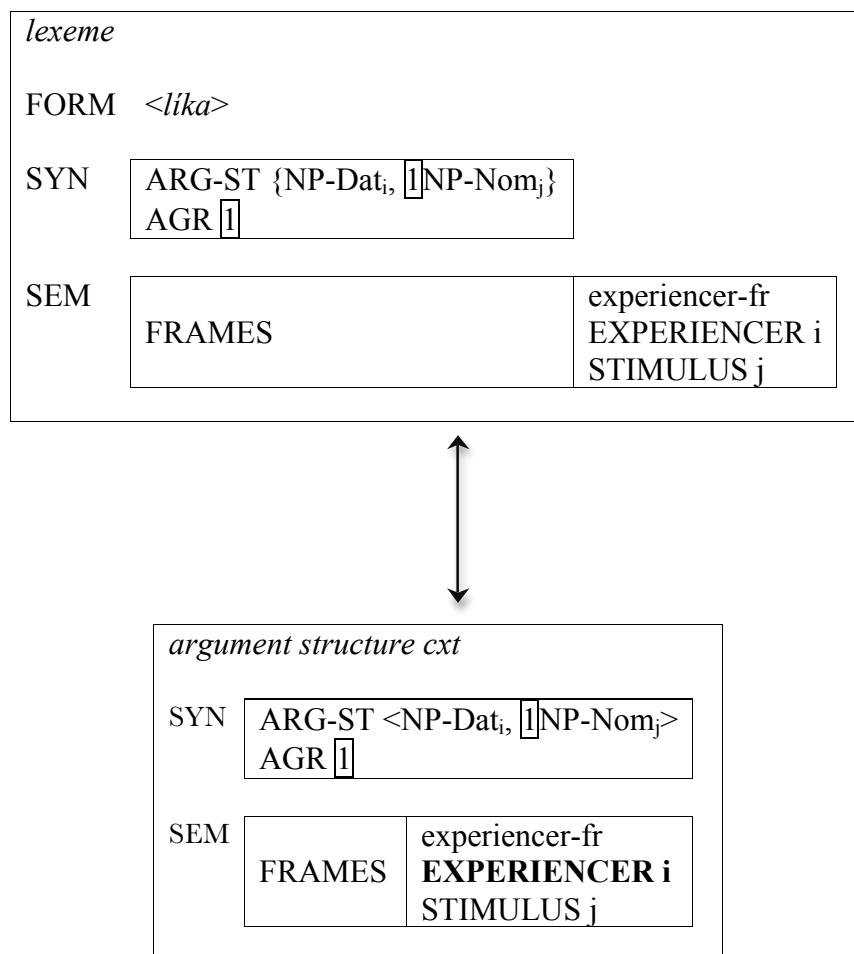 lexeme
FORM <líka>
SYN ARG-ST {NP-Datᵢ, 1NP-Nomⱼ}
AGR 1
SEM experiencer-fr
FRAMES EXPERIENCER i
STIMULUS j
argument structure cxt
SYN ARG-ST <NP-Datᵢ, 1NP-Nomⱼ>
AGR 1
SEM experiencer-fr
FRAMES EXPERIENCER i
STIMULUS j